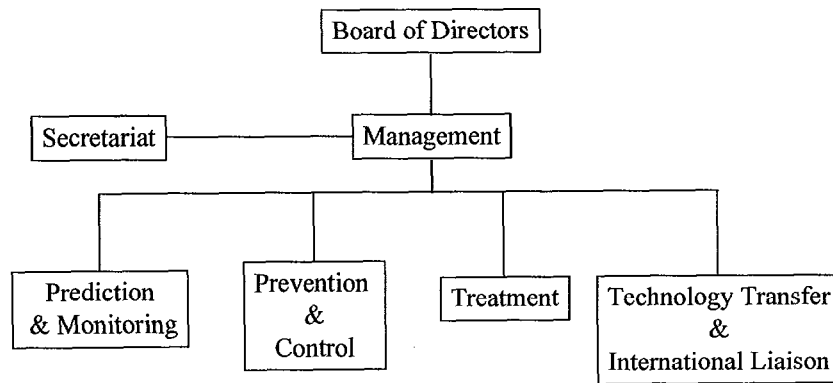 Board of Directors
Secretariat
Management
Prediction
& Monitoring
Prevention
&
Control
Treatment
Technology Transfer
&
International Liaison